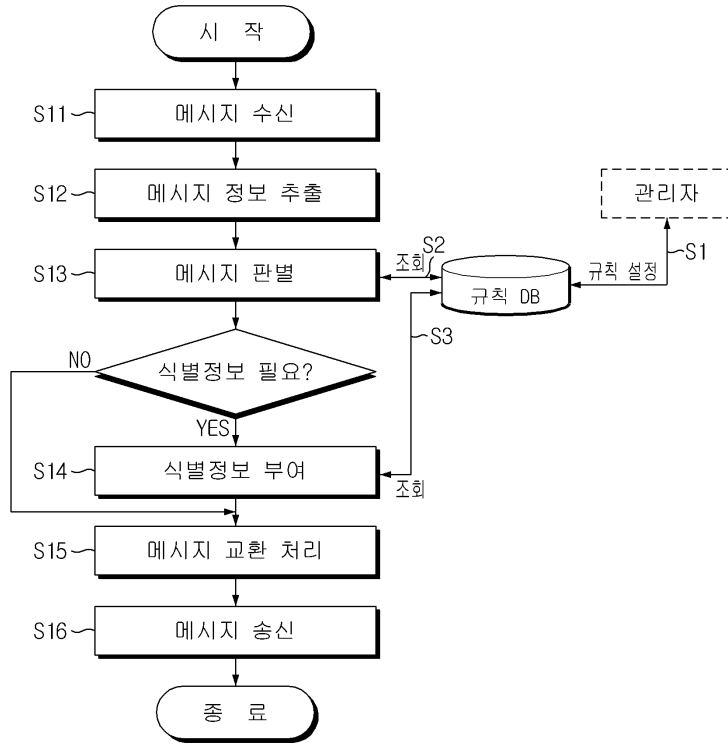 시 작
S11
메시지 수신
S12
메시지 정보 추출
관리자
S13
메시지 판별
조회
S2
규칙 DB
규칙 설정
S1
S3
NO
식별정보 필요?
YES
S14
식별정보 부여
조회
S15
메시지 교환 처리
S16
메시지 송신
종 료